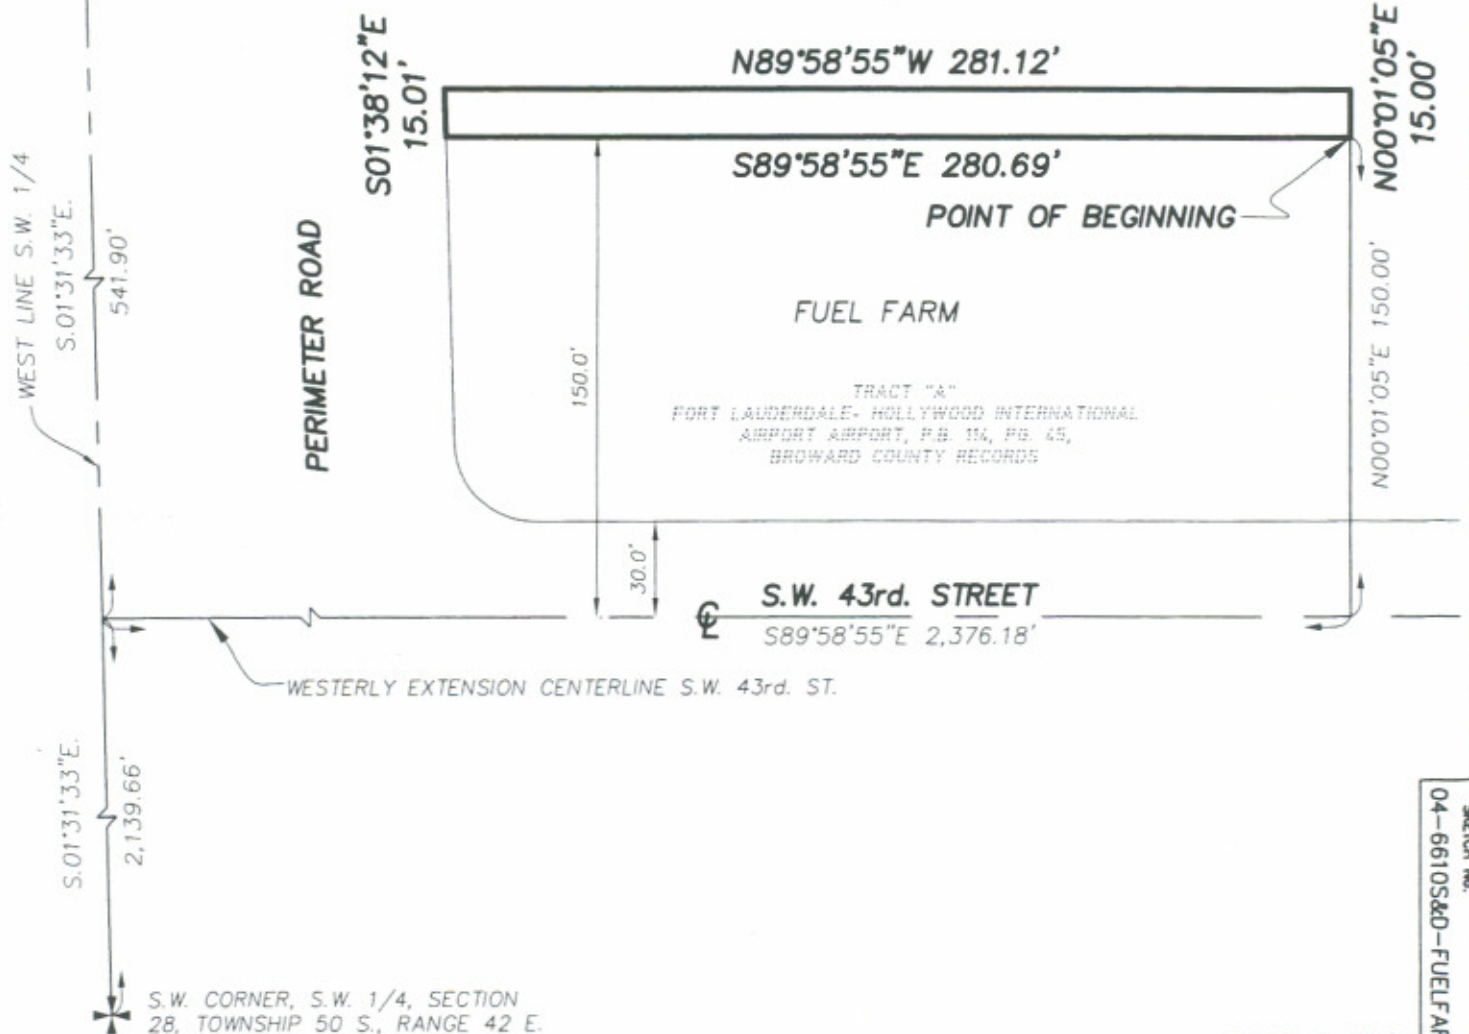 N89°58'55"W 281.12'
S01°38'12"E
15.01'
N00°01'05"E
15.00'
S89°58'55"E 280.69'
POINT OF BEGINNING
WEST LINE S.W. 1/4
S.01°31'33"E.
541.90'
PERIMETER ROAD
FUEL FARM
150.0'
TRACT "A"
FORT LAUDERDALE- HOLLYWOOD INTERNATIONAL
AIRPORT AIRPORT, P.B. 114, PG. 45,
BROWARD COUNTY RECORDS
N00°01'05"E 150.00'
30.0'
S.W. 43rd. STREET
S89°58'55"E 2,376.18'
WESTERLY EXTENSION CENTERLINE S.W. 43rd. ST.
S.01°31'33"E.
2,139.66'
SKETCH NO.
04-6610S&D-FUELFAR
S.W. CORNER, S.W. 1/4, SECTION
28, TOWNSHIP 50 S., RANGE 42 E.